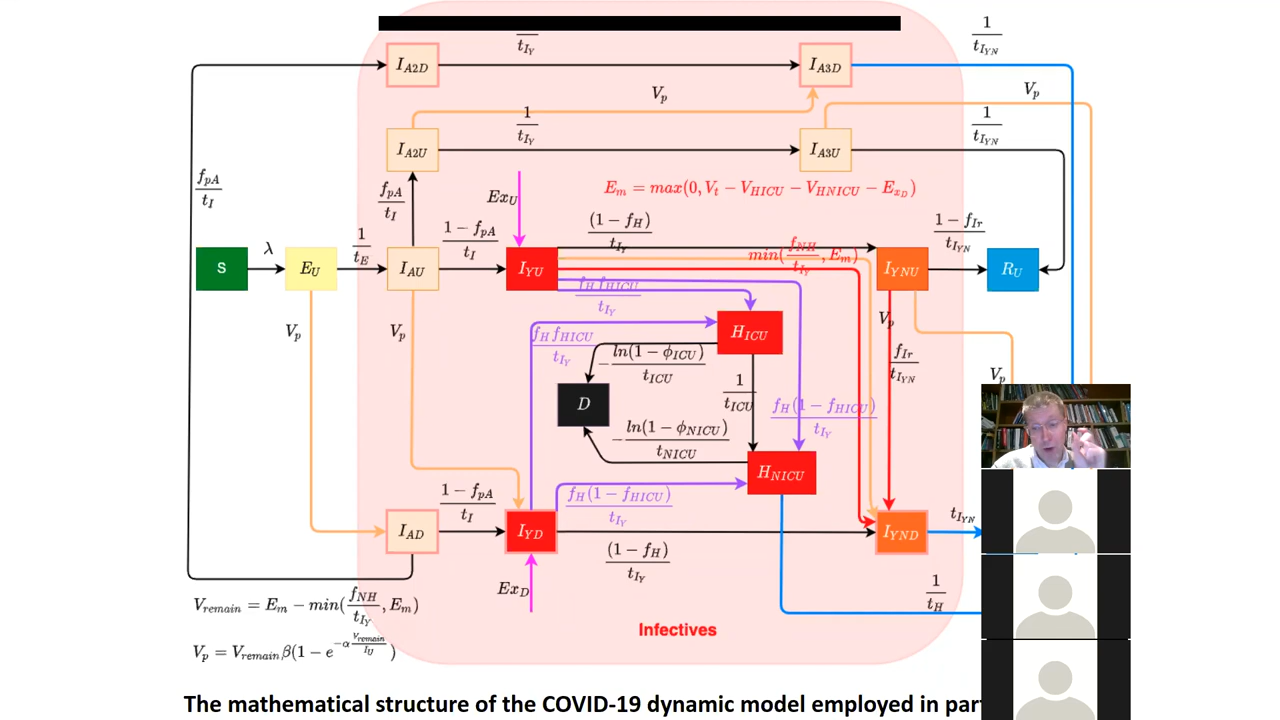 1/t_{I_Y}
1/t_{I_{YN}}
I_{A2D}
I_{A3D}
V_p
V_p
1/t_{I_Y}
1/t_{I_{YN}}
I_{A2U}
I_{A3U}
f_{pA}/t_I
f_{pA}/t_I
Ex_U
E_m = max(0, V_t − V_{HICU} − V_{HNICU} − E_{x_D})
λ
1/t_E
1 − f_{pA}/t_I
(1 − f_H)/t_{I_Y}
1 − f_{Ir}/t_{I_{YN}}
min(f_{NH}/t_{I_Y}, E_m)
S
E_U
I_{AU}
I_{YU}
I_{YNU}
R_U
f_H f_{HICU}/t_{I_Y}
V_p
V_p
V_p
f_H f_{HICU}/t_{I_Y}
H_{ICU}
−ln(1 − ϕ_{ICU})/t_{ICU}
f_{Ir}/t_{I_{YN}}
V_p
1/t_{ICU}
D
f_H(1 − f_{HICU})/t_{I_Y}
−ln(1 − ϕ_{NICU})/t_{NICU}
H_{NICU}
1 − f_{pA}/t_I
f_H(1 − f_{HICU})/t_{I_Y}
t_{I_{YN}}
I_{AD}
I_{YD}
I_{YND}
(1 − f_H)/t_{I_Y}
Ex_D
1/t_H
V_{remain} = E_m − min(f_{NH}/t_{I_Y}, E_m)
Infectives
V_p = V_{remain}β(1 − e^{−α V_{remain}/I_U})
The mathematical structure of the COVID-19 dynamic model employed in